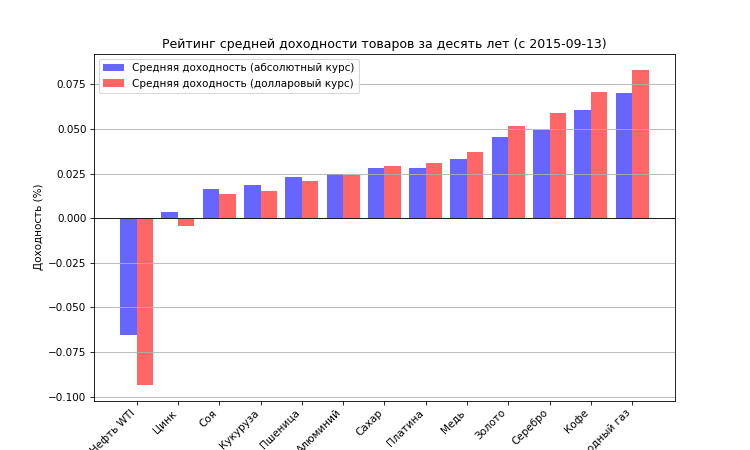 Рейтинг средней доходности товаров за десять лет (с 2015-09-13)
Средняя доходность (абсолютный курс)
Средняя доходность (долларовый курс)
Доходность (%)
0.075
0.050
0.025
0.000
−0.025
−0.050
−0.075
−0.100
Нефть WTI
Цинк
Соя
Кукуруза
Пшеница
Алюминий
Сахар
Платина
Медь
Золото
Серебро
Кофе
одный газ